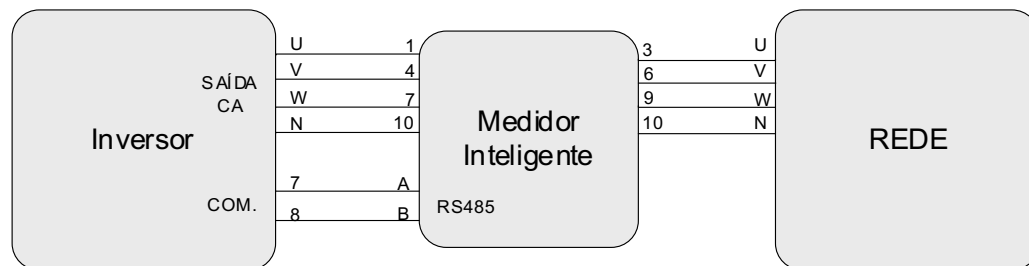 U 1
V 4
W 7
N 10
SAÍDA
CA
Inversor
7 A
COM.
8 B
RS485
Medidor
Inteligente
3 U
6 V
9 W
10 N
REDE